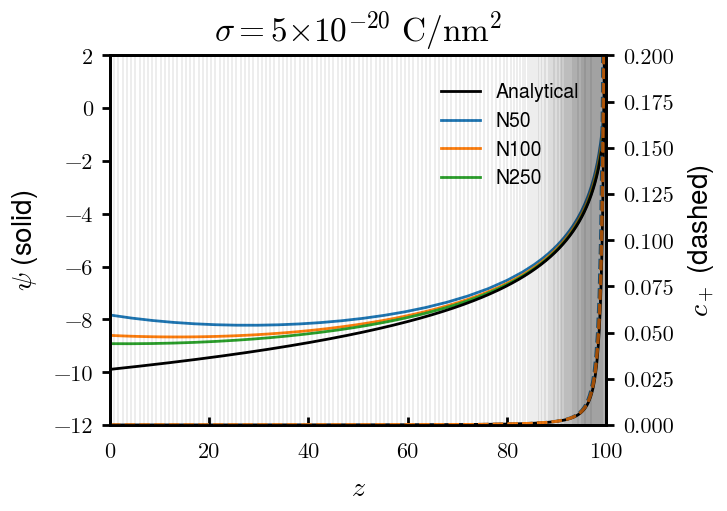 σ = 5×10⁻²⁰ C/nm²
2
0
−2
−4
−6
−8
−10
−12
ψ (solid)
0.200
0.175
0.150
0.125
0.100
0.075
0.050
0.025
0.000
c₊ (dashed)
Analytical
N50
N100
N250
0
20
40
60
80
100
z